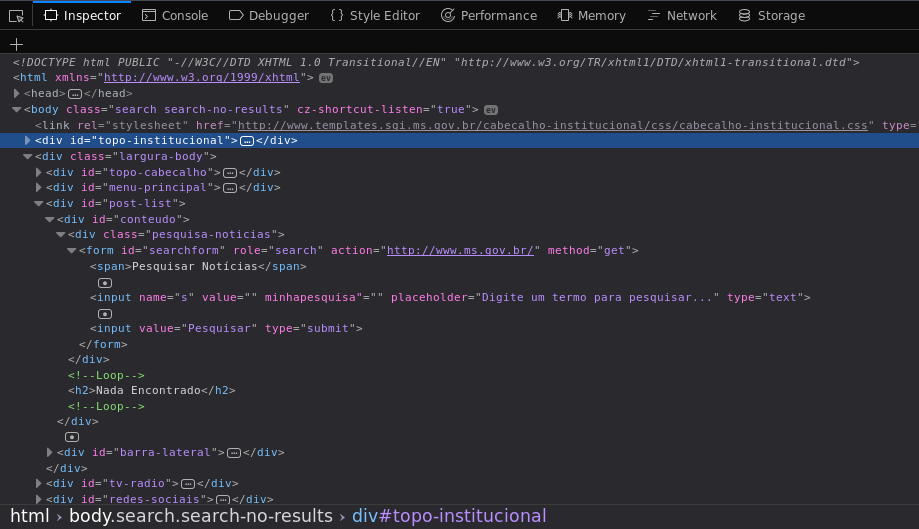 Inspector Console Debugger { } Style Editor Performance Memory Network Storage
+
<!DOCTYPE html PUBLIC "-//W3C//DTD XHTML 1.0 Transitional//EN" "http://www.w3.org/TR/xhtml1/DTD/xhtml1-transitional.dtd">
<html xmlns="http://www.w3.org/1999/xhtml"> ev
<head>…</head>
<body class="search search-no-results" cz-shortcut-listen="true"> ev
<link rel="stylesheet" href="http://www.templates.sgi.ms.gov.br/cabecalho-institucional/css/cabecalho-institucional.css" type=
<div id="topo-institucional">…</div>
<div class="largura-body">
<div id="topo-cabecalho">…</div>
<div id="menu-principal">…</div>
<div id="post-list">
<div id="conteudo">
<div class="pesquisa-noticias">
<form id="searchform" role="search" action="http://www.ms.gov.br/" method="get">
<span>Pesquisar Notícias</span>
<input name="s" value="" minhapesquisa"="" placeholder="Digite um termo para pesquisar..." type="text">
<input value="Pesquisar" type="submit">
</form>
</div>
<!--Loop-->
<h2>Nada Encontrado</h2>
<!--Loop-->
</div>
<div id="barra-lateral">…</div>
</div>
<div id="tv-radio">…</div>
<div id="redes-sociais">…</div>
html › body.search.search-no-results › div#topo-institucional